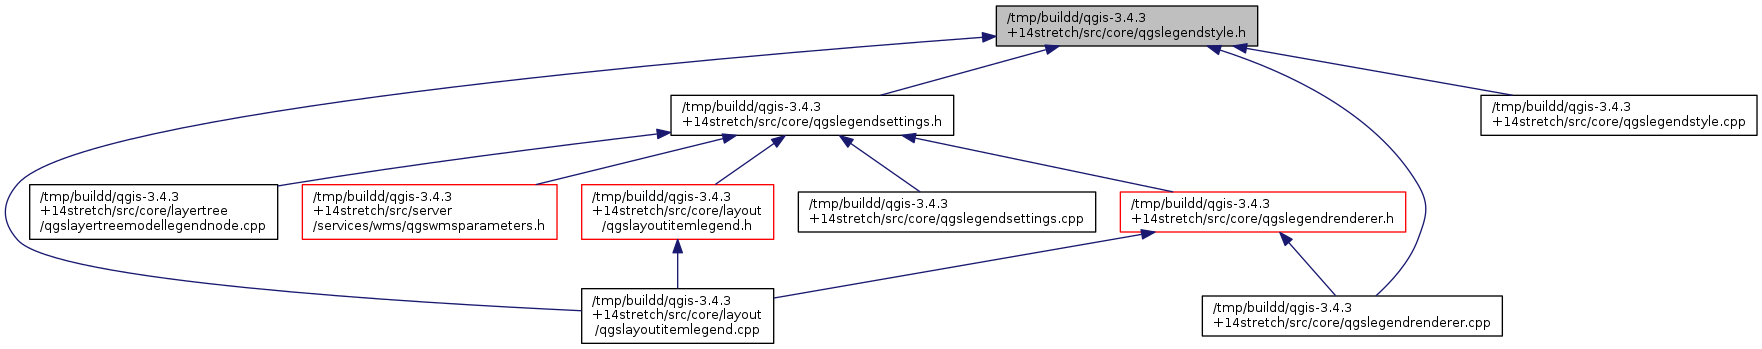 /tmp/buildd/qgis-3.4.3
+14stretch/src/core/qgslegendstyle.h
/tmp/buildd/qgis-3.4.3
+14stretch/src/core/qgslegendsettings.h
/tmp/buildd/qgis-3.4.3
+14stretch/src/core/qgslegendstyle.cpp
/tmp/buildd/qgis-3.4.3
+14stretch/src/core/layertree
/qgslayertreemodellegendnode.cpp
/tmp/buildd/qgis-3.4.3
+14stretch/src/server
/services/wms/qgswmsparameters.h
/tmp/buildd/qgis-3.4.3
+14stretch/src/core/layout
/qgslayoutitemlegend.h
/tmp/buildd/qgis-3.4.3
+14stretch/src/core/qgslegendsettings.cpp
/tmp/buildd/qgis-3.4.3
+14stretch/src/core/qgslegendrenderer.h
/tmp/buildd/qgis-3.4.3
+14stretch/src/core/layout
/qgslayoutitemlegend.cpp
/tmp/buildd/qgis-3.4.3
+14stretch/src/core/qgslegendrenderer.cpp